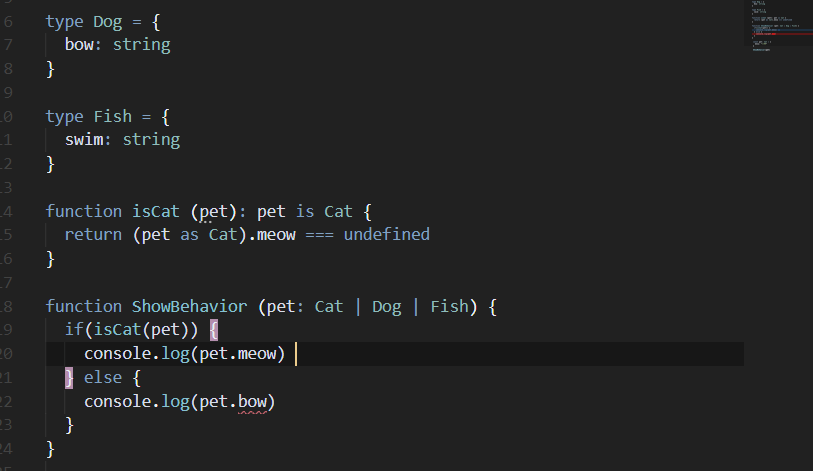 6 type Dog = {
7   bow: string
8 }
9
10 type Fish = {
11   swim: string
12 }
13
14 function isCat (pet): pet is Cat {
15   return (pet as Cat).meow === undefined
16 }
17
18 function ShowBehavior (pet: Cat | Dog | Fish) {
19   if(isCat(pet)) {
20     console.log(pet.meow)
21   } else {
22     console.log(pet.bow)
23   }
24 }